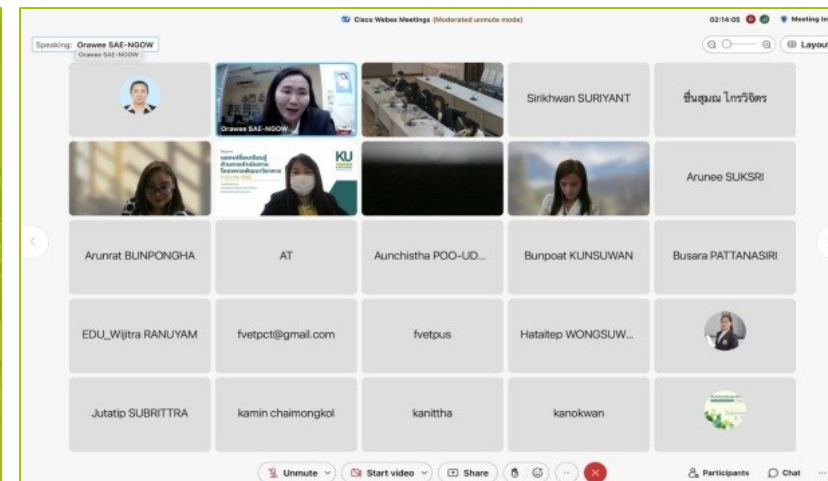 Cisco Webex Meetings (Moderated unmute mode)
02:14:05
Meeting In
Speaking: Orawee SAE-NGOW
Orawee SAE-NGOW
Layout
Orawee SAE-NGOW
Sirikhwan SURIYANT
ชื่นสุมณ ไกรวิจิตร
KU
Arunee SUKSRI
Arunrat BUNPONGHA
AT
Aunchistha POO-UD...
Bunpoat KUNSUWAN
Busara PATTANASIRI
EDU_Wijitra RANUYAM
fvetpct@gmail.com
fvetpus
Hataitep WONGSUW...
Jutatip SUBRITTRA
kamin chaimongkol
kanittha
kanokwan
Unmute
Start video
Share
Participants
Chat